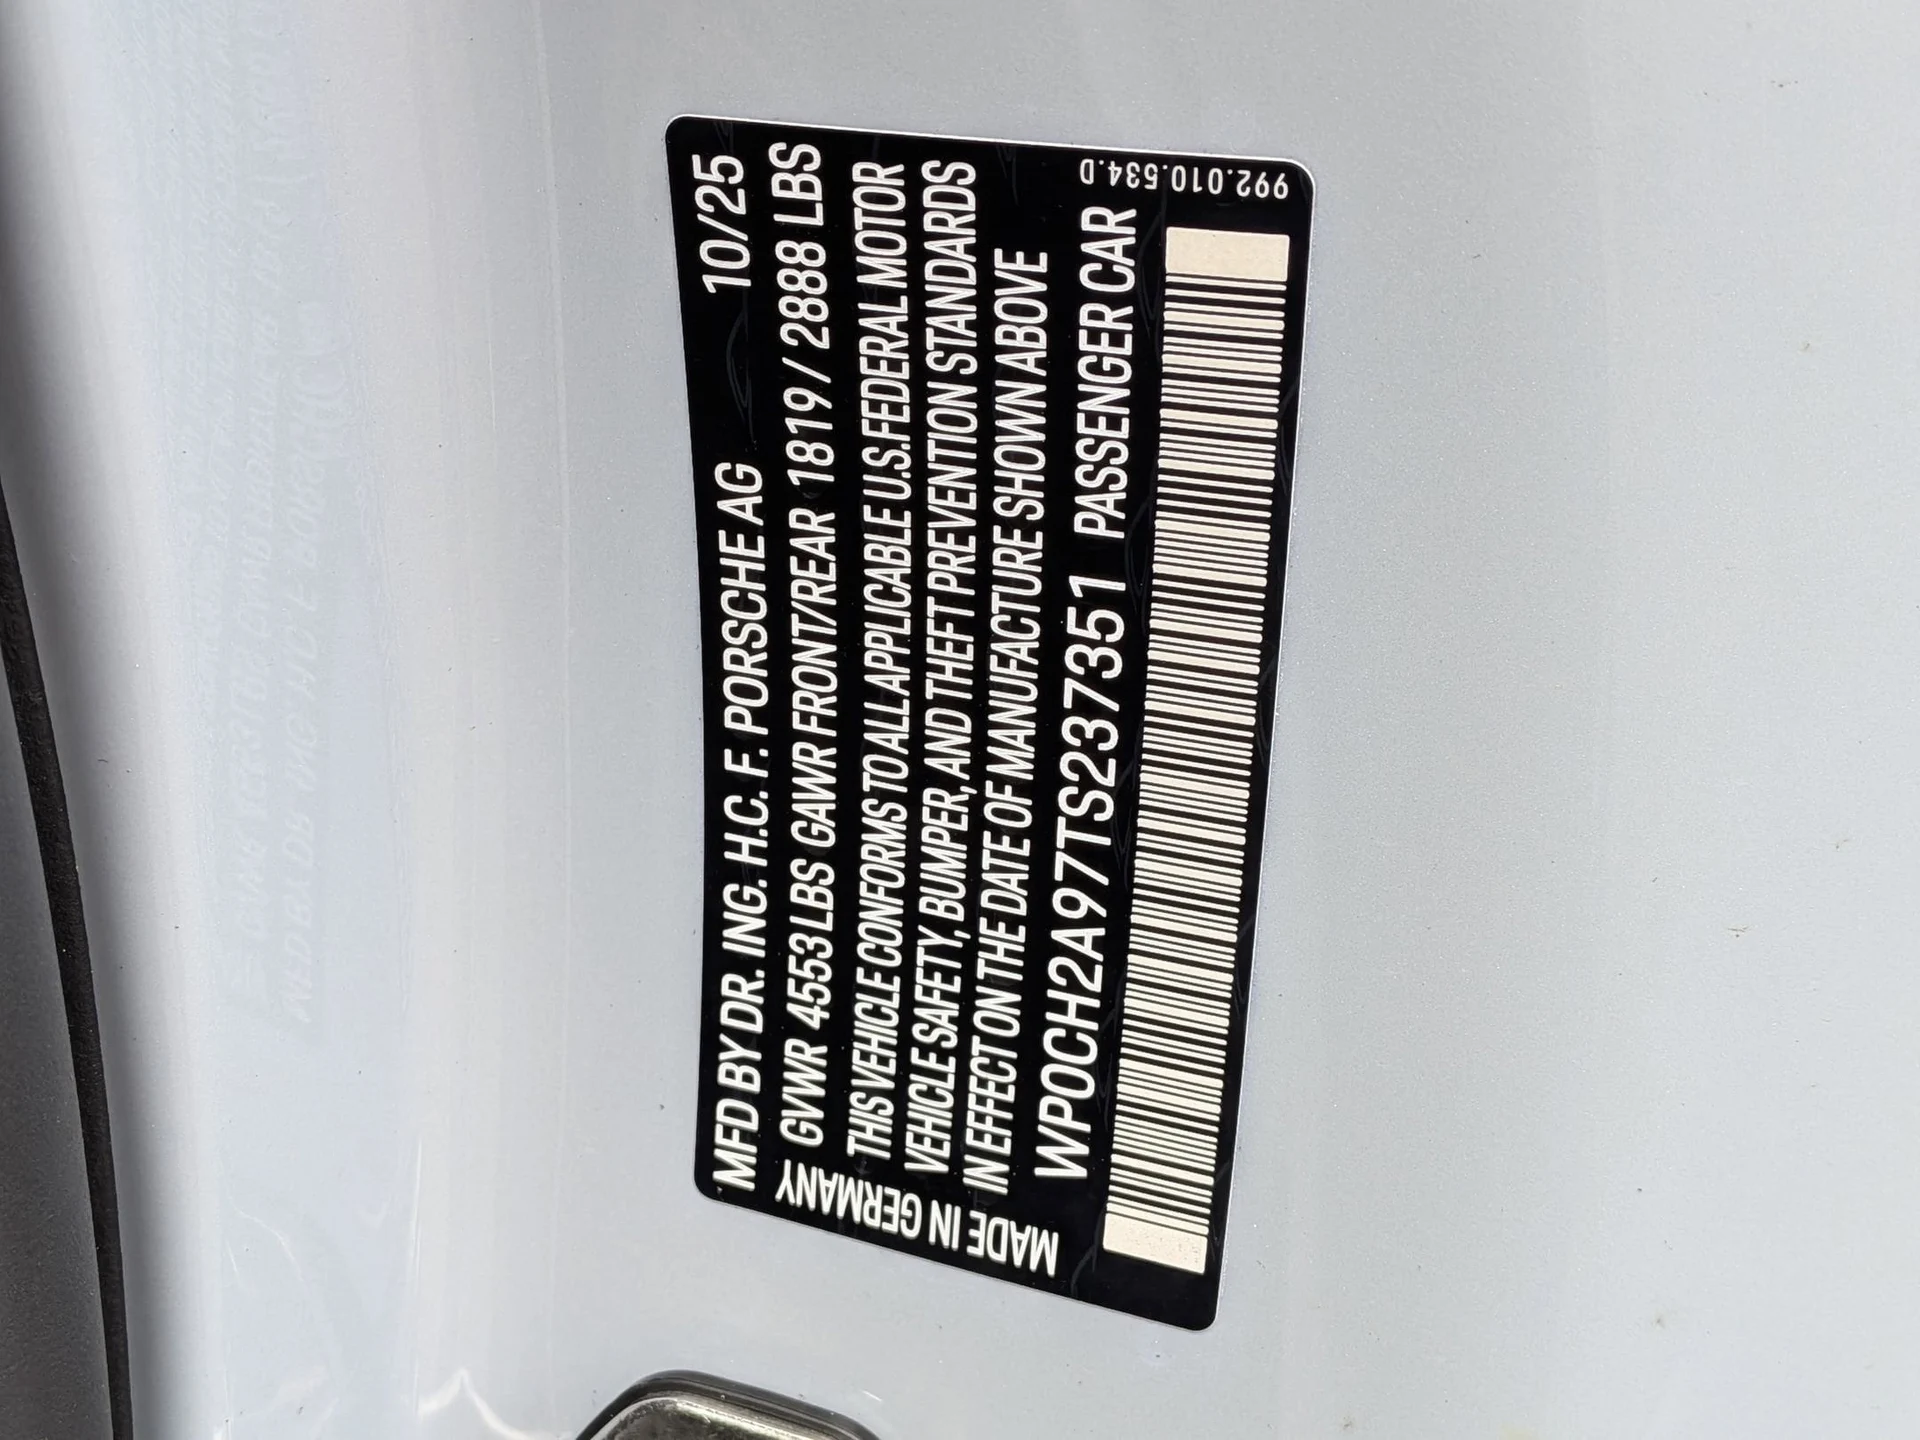 MFD BY DR. ING. H.C. F. PORSCHE AG 10/25
GVWR 4553 LBS GAWR FRONT/REAR 1819 / 2888 LBS
THIS VEHICLE CONFORMS TO ALL APPLICABLE U.S.FEDERAL MOTOR
VEHICLE SAFETY, BUMPER, AND THEFT PREVENTION STANDARDS
IN EFFECT ON THE DATE OF MANUFACTURE SHOWN ABOVE
WP0CH2A97TS237351 PASSENGER CAR
MADE IN GERMANY
992.010.534.D